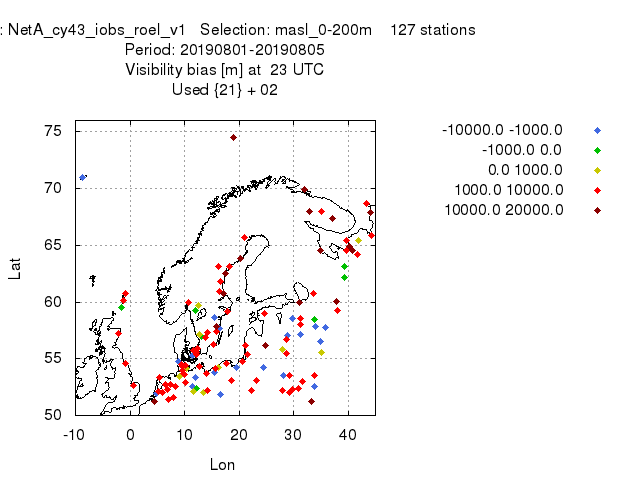 : NetA_cy43_iobs_roel_v1 Selection: masl_0-200m 127 stations
Period: 20190801-20190805
Visibility bias [m] at 23 UTC
Used {21} + 02
-10000.0 -1000.0
-1000.0 0.0
0.0 1000.0
1000.0 10000.0
10000.0 20000.0
75
70
65
60
55
50
Lat
-10 0 10 20 30 40
Lon